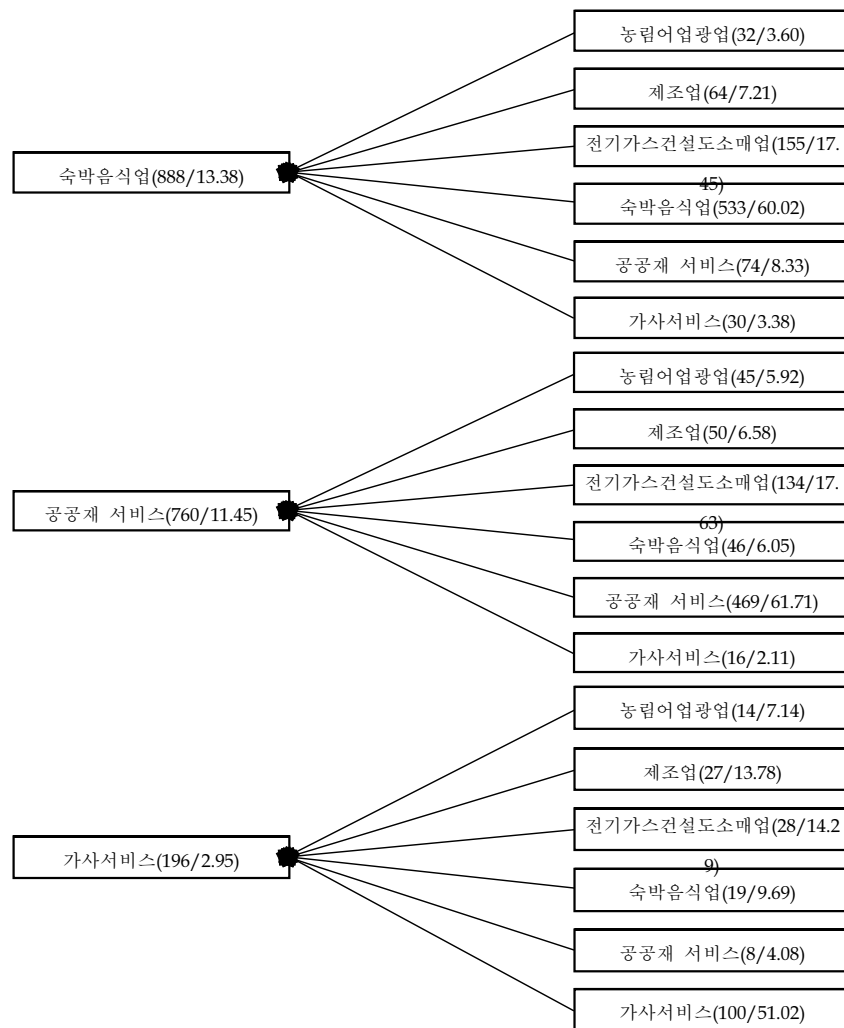 농림어업광업(32/3.60)
제조업(64/7.21)
전기가스건설도소매업(155/17.
45)
숙박음식업(888/13.38)
숙박음식업(533/60.02)
공공재 서비스(74/8.33)
가사서비스(30/3.38)
농림어업광업(45/5.92)
제조업(50/6.58)
전기가스건설도소매업(134/17.
63)
공공재 서비스(760/11.45)
숙박음식업(46/6.05)
공공재 서비스(469/61.71)
가사서비스(16/2.11)
농림어업광업(14/7.14)
제조업(27/13.78)
전기가스건설도소매업(28/14.2
9)
가사서비스(196/2.95)
숙박음식업(19/9.69)
공공재 서비스(8/4.08)
가사서비스(100/51.02)